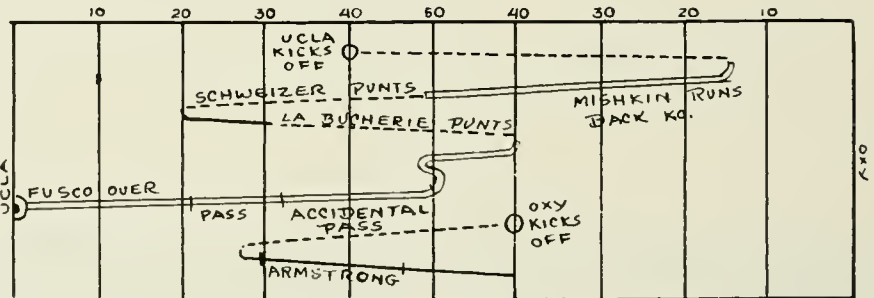 10 20 30 40 50 40 30 20 10
UCLA
KICKS
OFF
SCHWEIZER PUNTS
MISHKIN RUNS
BACK KO.
LA BUCHERIE PUNTS
UCLA
OXY
FUSCO OVER
PASS
ACCIDENTAL
PASS
OXY
KICKS
OFF
ARMSTRONG